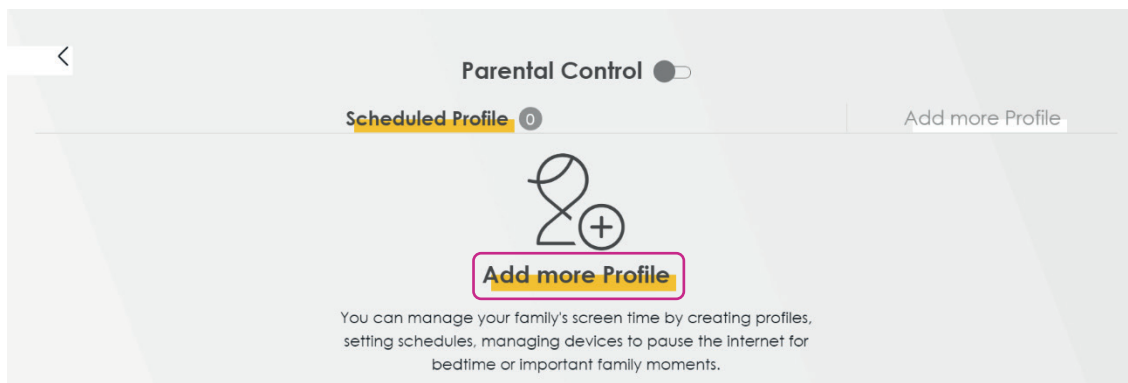 Parental Control
Scheduled Profile 0
Add more Profile
Add more Profile
You can manage your family's screen time by creating profiles,
setting schedules, managing devices to pause the internet for
bedtime or important family moments.